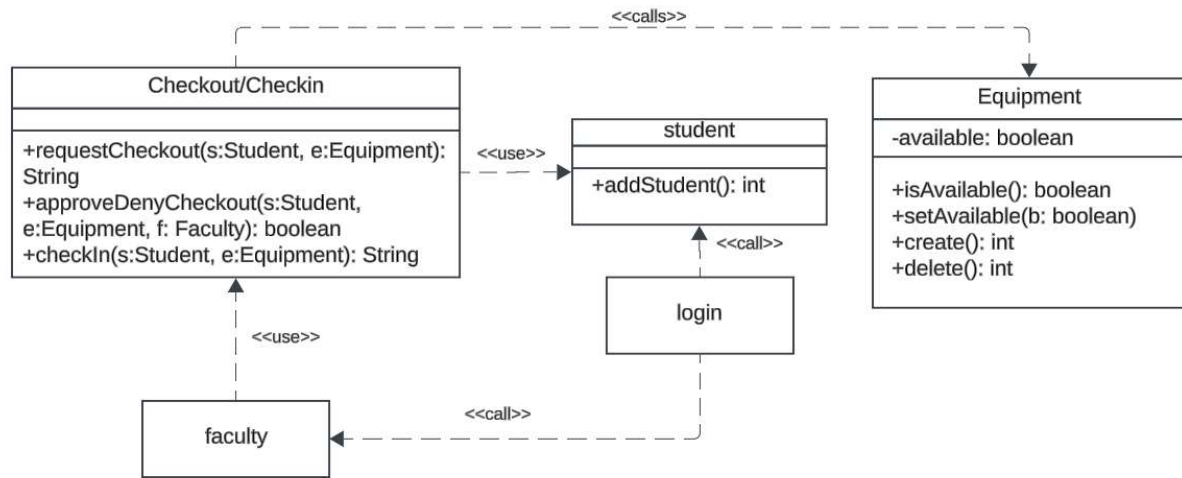 <<calls>>
Checkout/Checkin
+requestCheckout(s:Student, e:Equipment):
String
+approveDenyCheckout(s:Student,
e:Equipment, f: Faculty): boolean
+checkIn(s:Student, e:Equipment): String
<<use>>
student
+addStudent(): int
Equipment
-available: boolean
+isAvailable(): boolean
+setAvailable(b: boolean)
+create(): int
+delete(): int
<<call>>
login
<<use>>
<<call>>
faculty